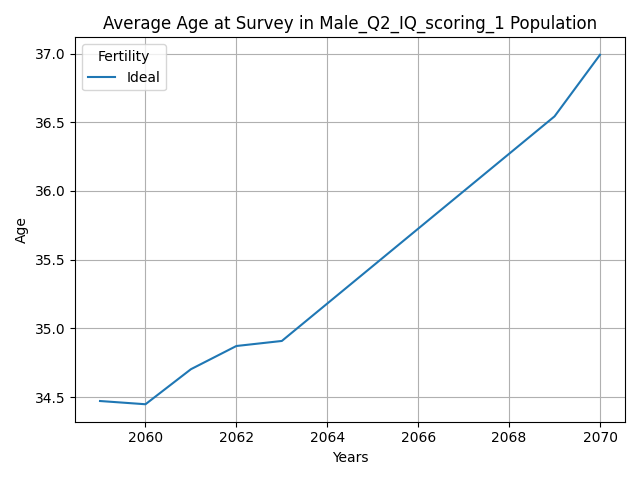 Average Age at Survey in Male_Q2_IQ_scoring_1 Population
Fertility
Ideal
37.0
36.5
36.0
35.5
35.0
34.5
Age
2060 2062 2064 2066 2068 2070
Years